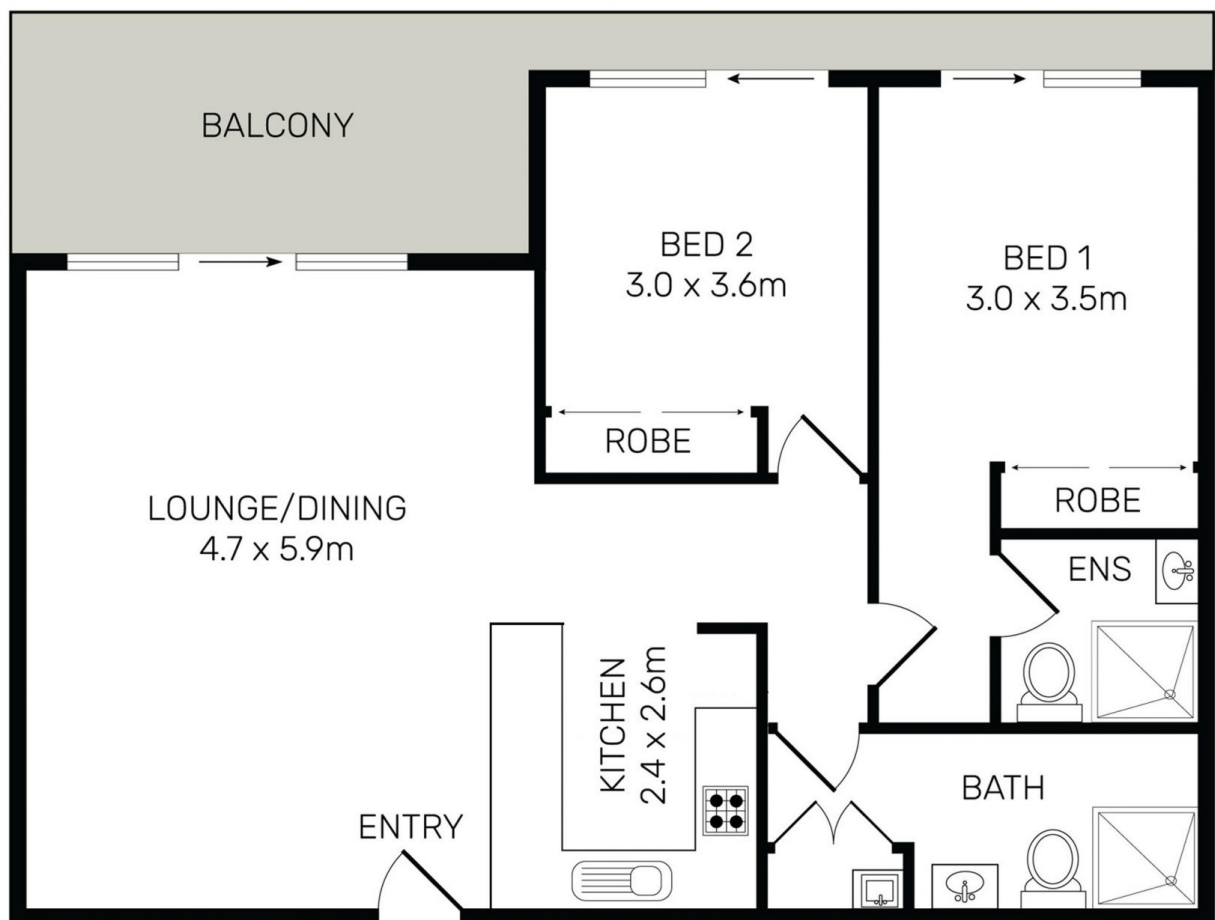 BALCONY
BED 2
3.0 x 3.6m
BED 1
3.0 x 3.5m
ROBE
ROBE
LOUNGE/DINING
4.7 x 5.9m
ENS
KITCHEN
2.4 x 2.6m
BATH
ENTRY